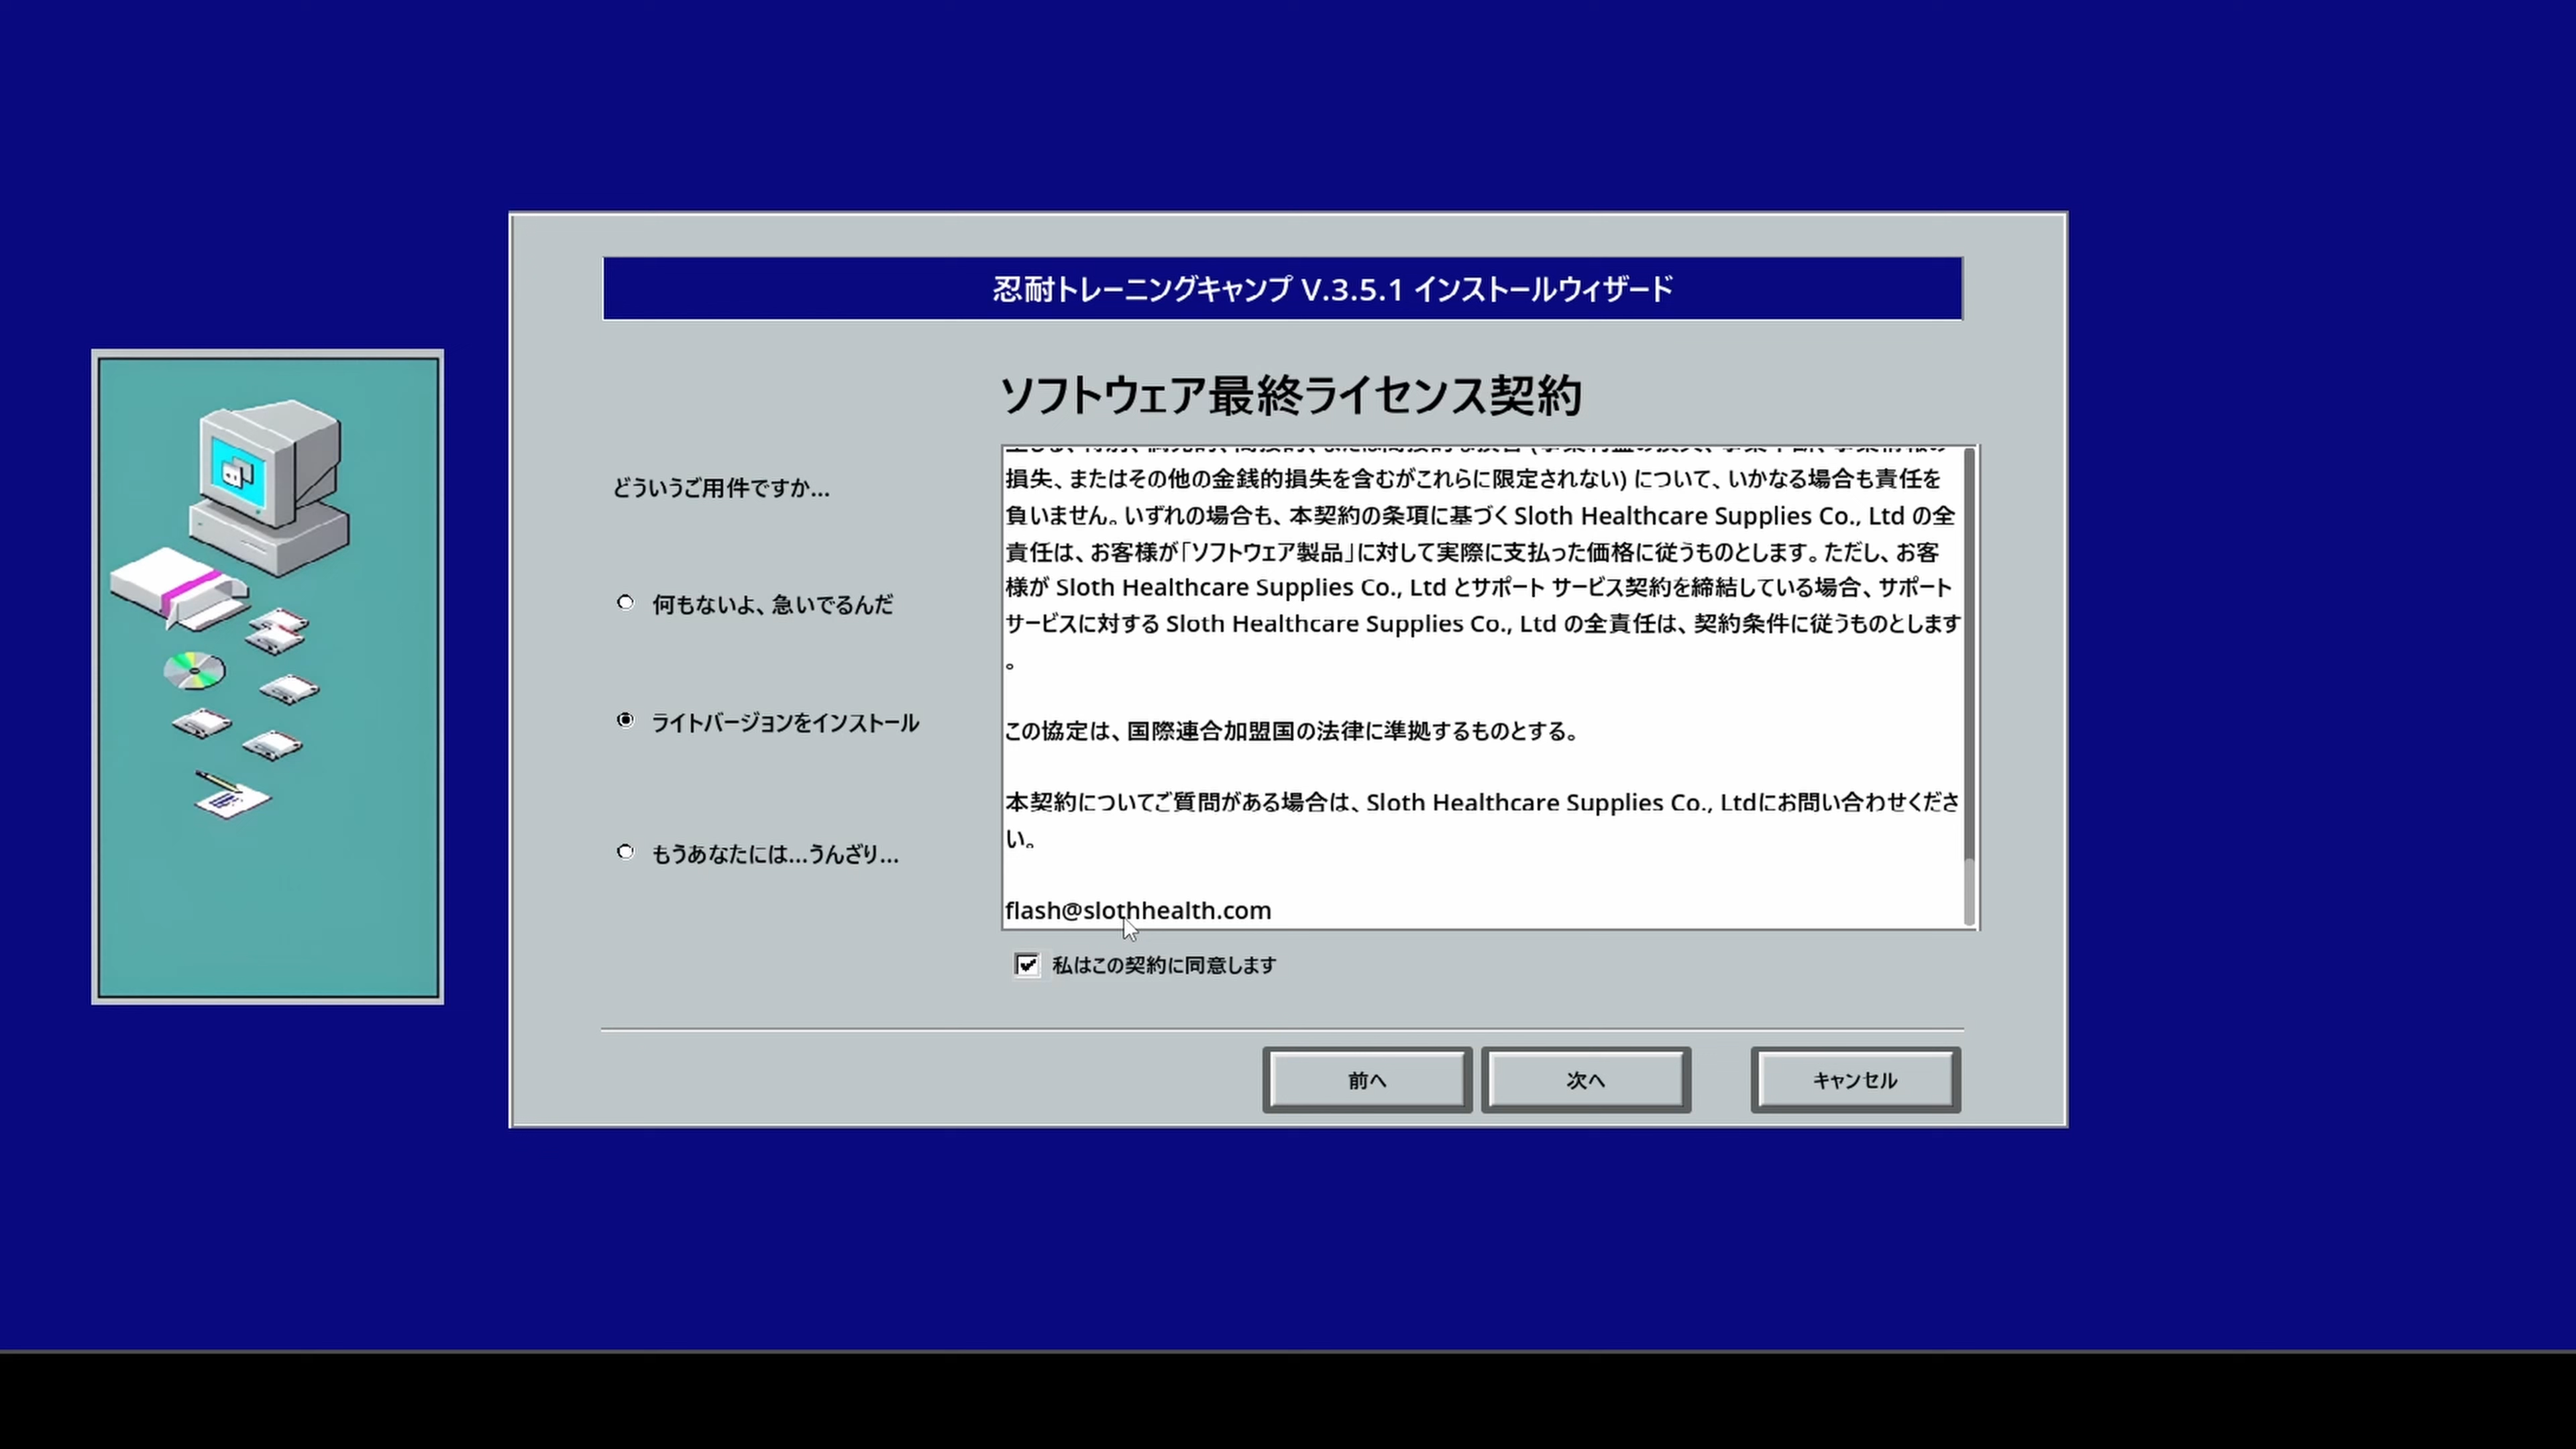 忍耐トレーニングキャンプ V.3.5.1 インストールウィザード
ソフトウェア最終ライセンス契約
どういうご用件ですか...
何もないよ、急いでるんだ
ライトバージョンをインストール
もうあなたには...うんざり...
損失、またはその他の金銭的損失を含むがこれらに限定されない) について、いかなる場合も責任を
負いません。いずれの場合も、本契約の条項に基づく Sloth Healthcare Supplies Co., Ltd の全
責任は、お客様が「ソフトウェア製品」に対して実際に支払った価格に従うものとします。ただし、お客
様が Sloth Healthcare Supplies Co., Ltd とサポート サービス契約を締結している場合、サポート
サービスに対する Sloth Healthcare Supplies Co., Ltd の全責任は、契約条件に従うものとします
。
この協定は、国際連合加盟国の法律に準拠するものとする。
本契約についてご質問がある場合は、Sloth Healthcare Supplies Co., Ltdにお問い合わせくださ
い。
flash@slothhealth.com
私はこの契約に同意します
前へ
次へ
キャンセル